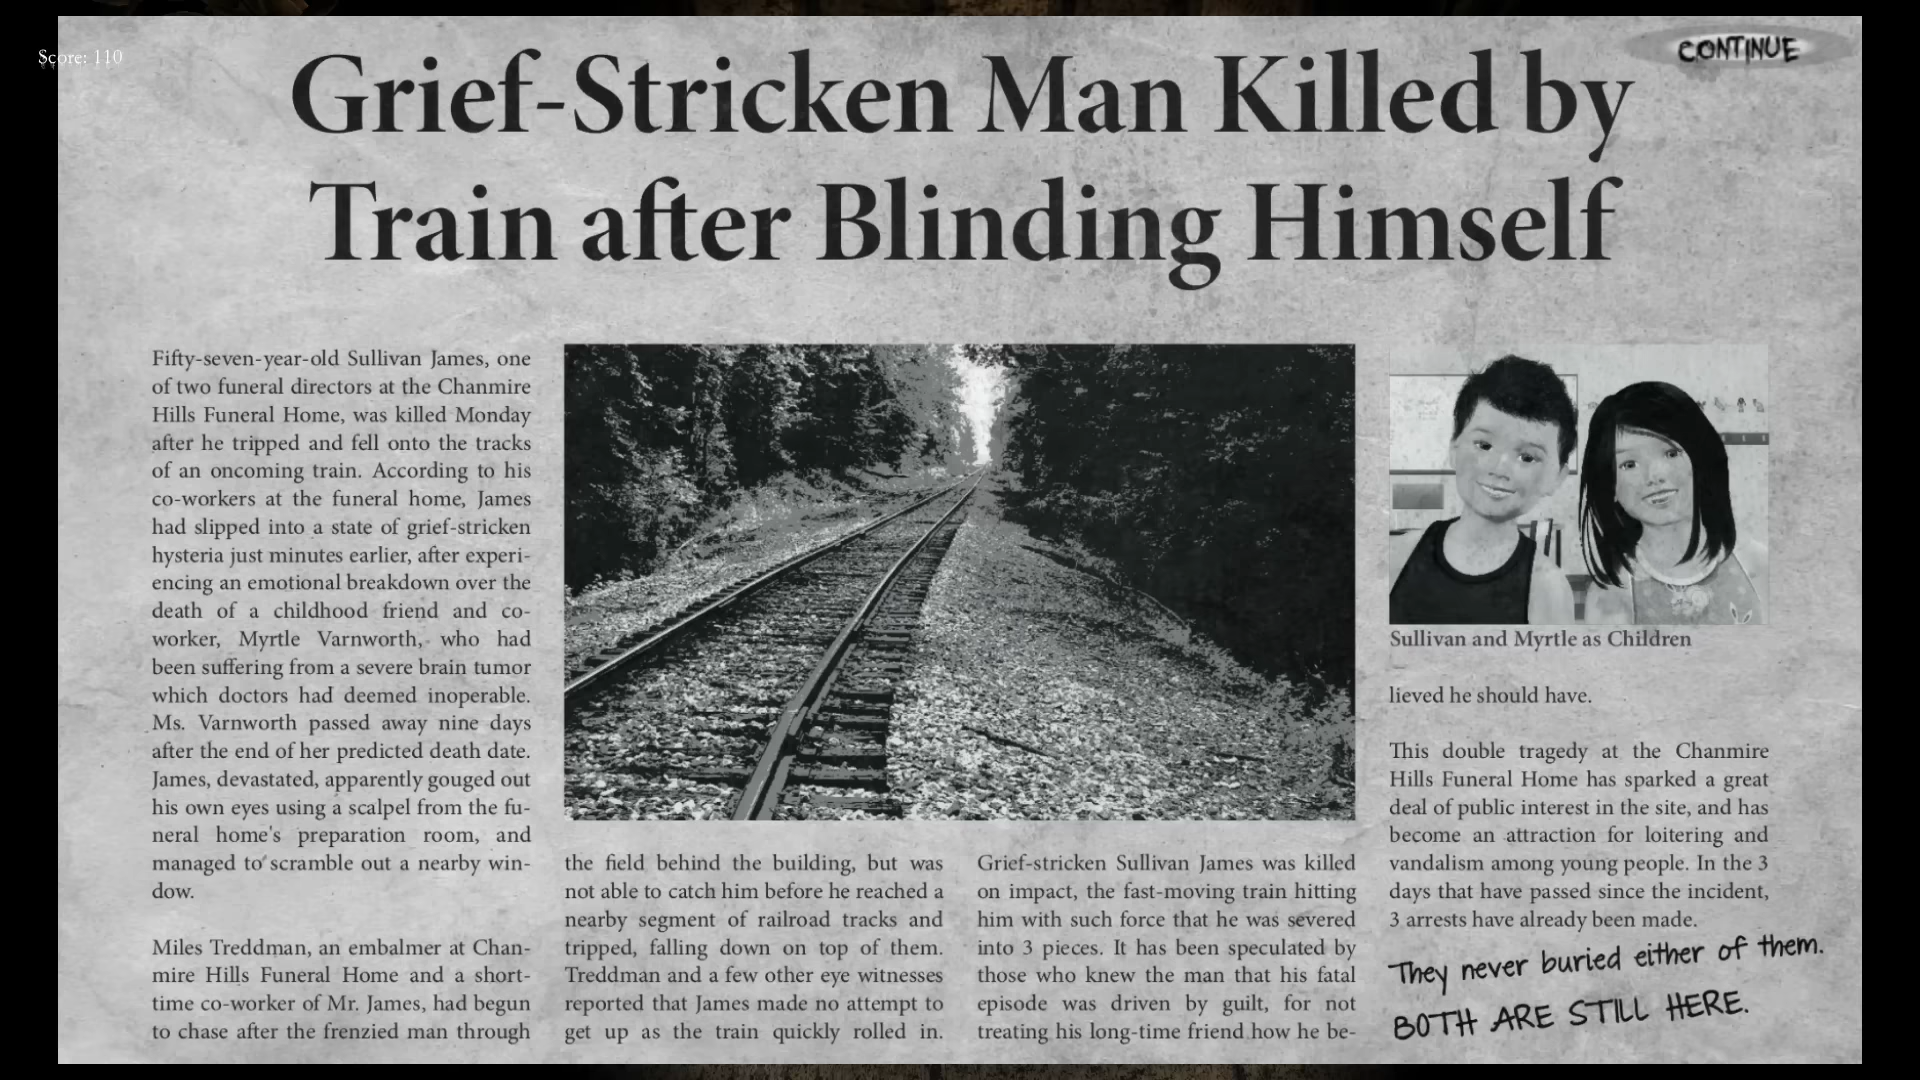 Score: 110
CONTINUE
Grief-Stricken Man Killed by
Train after Blinding Himself
Fifty-seven-year-old Sullivan James, one
of two funeral directors at the Chanmire
Hills Funeral Home, was killed Monday
after he tripped and fell onto the tracks
of an oncoming train. According to his
co-workers at the funeral home, James
had slipped into a state of grief-stricken
hysteria just minutes earlier, after experi-
encing an emotional breakdown over the
death of a childhood friend and co-
worker, Myrtle Varnworth, who had
been suffering from a severe brain tumor
which doctors had deemed inoperable.
Ms. Varnworth passed away nine days
after the end of her predicted death date.
James, devastated, apparently gouged out
his own eyes using a scalpel from the fu-
neral home's preparation room, and
managed to scramble out a nearby win-
dow.
Miles Treddman, an embalmer at Chan-
mire Hills Funeral Home and a short-
time co-worker of Mr. James, had begun
to chase after the frenzied man through
the field behind the building, but was
not able to catch him before he reached a
nearby segment of railroad tracks and
tripped, falling down on top of them.
Treddman and a few other eye witnesses
reported that James made no attempt to
get up as the train quickly rolled in.
Grief-stricken Sullivan James was killed
on impact, the fast-moving train hitting
him with such force that he was severed
into 3 pieces. It has been speculated by
those who knew the man that his fatal
episode was driven by guilt, for not
treating his long-time friend how he be-
Sullivan and Myrtle as Children
lieved he should have.
This double tragedy at the Chanmire
Hills Funeral Home has sparked a great
deal of public interest in the site, and has
become an attraction for loitering and
vandalism among young people. In the 3
days that have passed since the incident,
3 arrests have already been made.
They never buried either of them.
BOTH ARE STILL HERE.